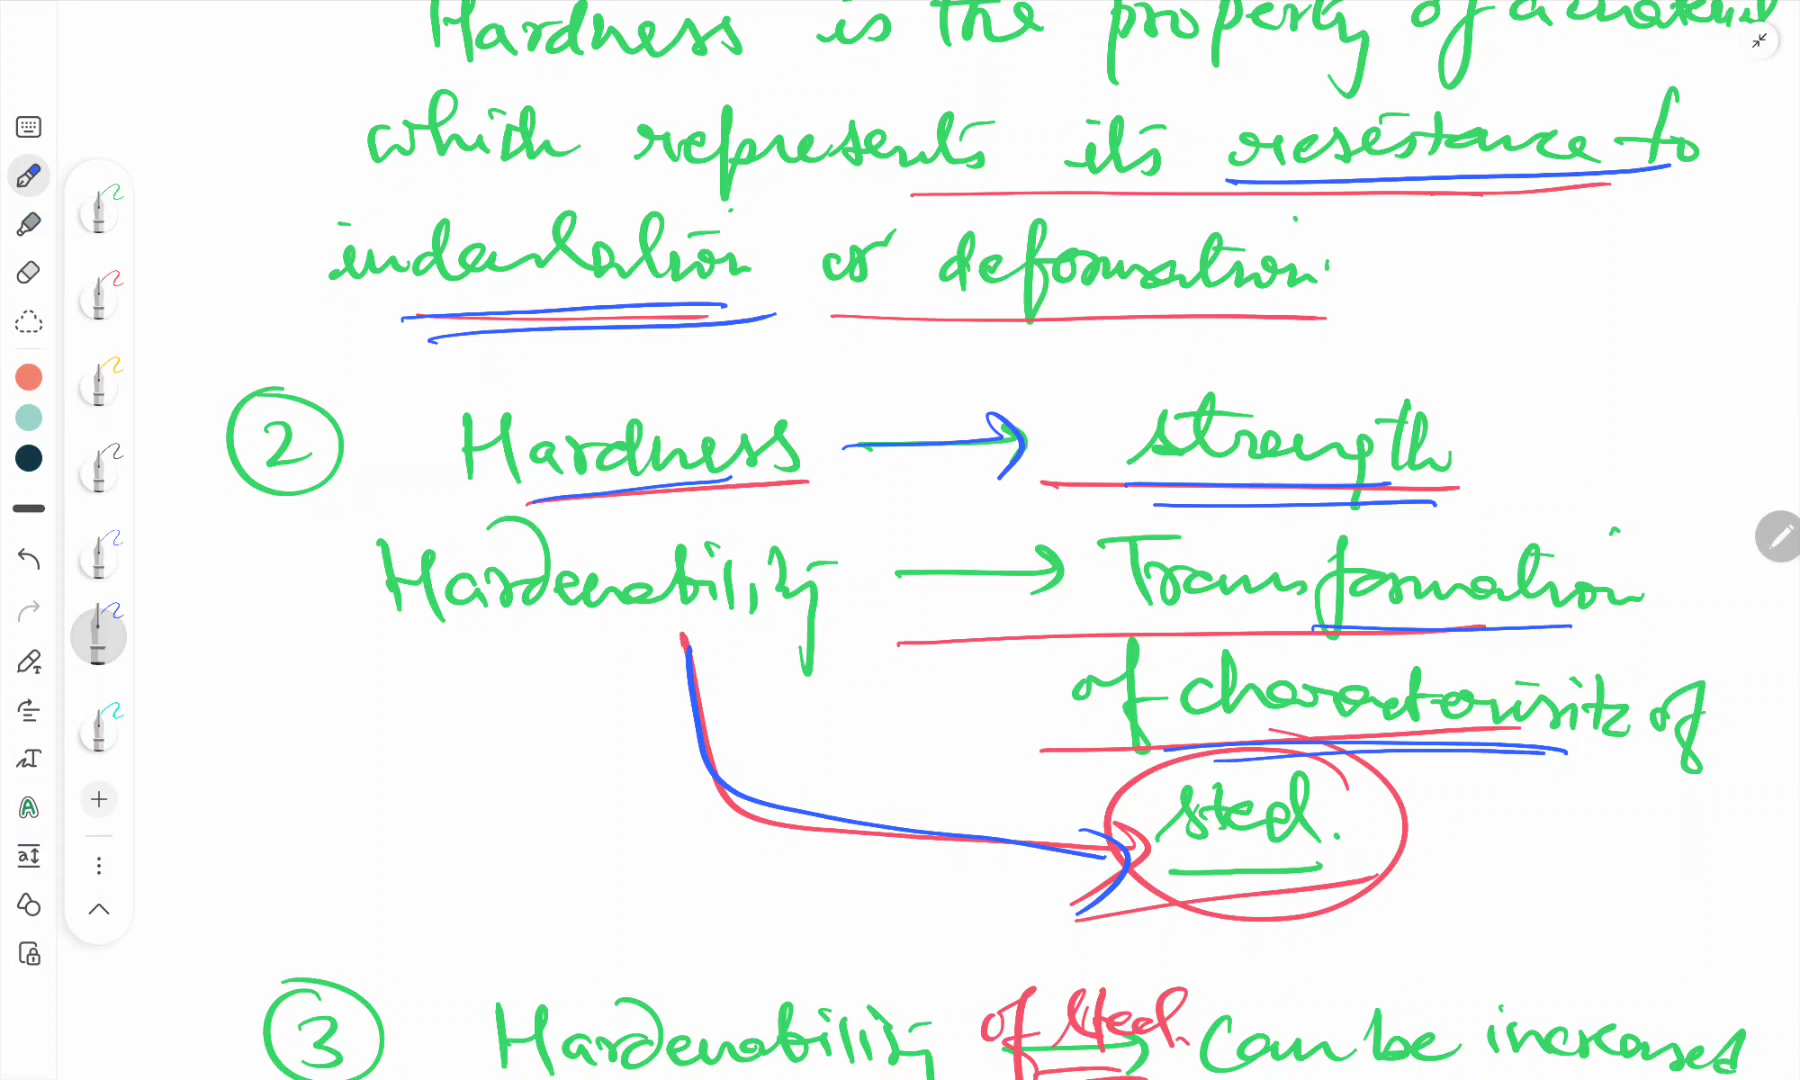 Hardness is the property of a material
which represents its resistance to
indentation or deformation.
② Hardness → strength
Hardenability → Transformation
of characteristic of
steel.
③ Hardenability of steel can be increased